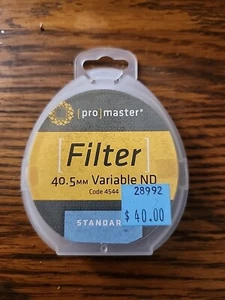 [pro]master®
[Filter]
40.5MM Variable ND
Code 4544
28992
$40.00
STANDAR